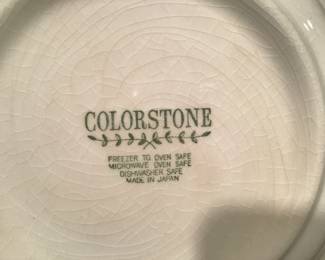 COLORSTONE
FREEZER TO OVEN SAFE
MICROWAVE OVEN SAFE
DISHWASHER SAFE
MADE IN JAPAN